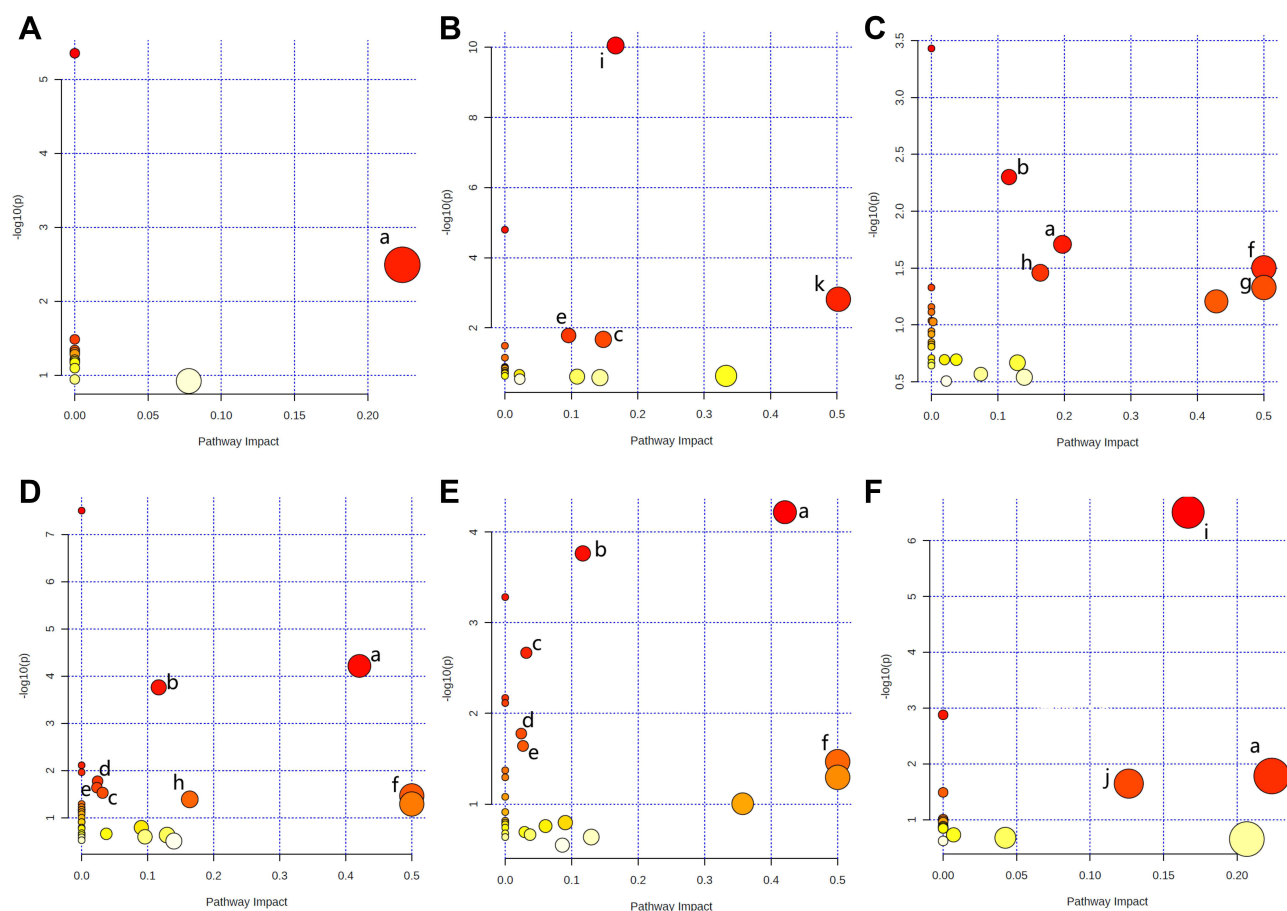 A
-log10(p)
5
4
3
2
1
a
0.00 0.05 0.10 0.15 0.20
Pathway Impact
B
-log10(p)
10
8
6
4
2
i
k
e
c
0.0 0.1 0.2 0.3 0.4 0.5
Pathway Impact
C
-log10(p)
3.5
3.0
2.5
2.0
1.5
1.0
0.5
b
a
h
f
g
0.0 0.1 0.2 0.3 0.4 0.5
Pathway Impact
D
-log10(p)
7
6
5
4
3
2
1
a
b
d
e
c
h
f
0.0 0.1 0.2 0.3 0.4 0.5
Pathway Impact
E
-log10(p)
4
3
2
1
a
b
c
d
e
f
0.0 0.1 0.2 0.3 0.4 0.5
Pathway Impact
F
-log10(p)
6
5
4
3
2
1
i
a
j
0.00 0.05 0.10 0.15 0.20
Pathway Impact